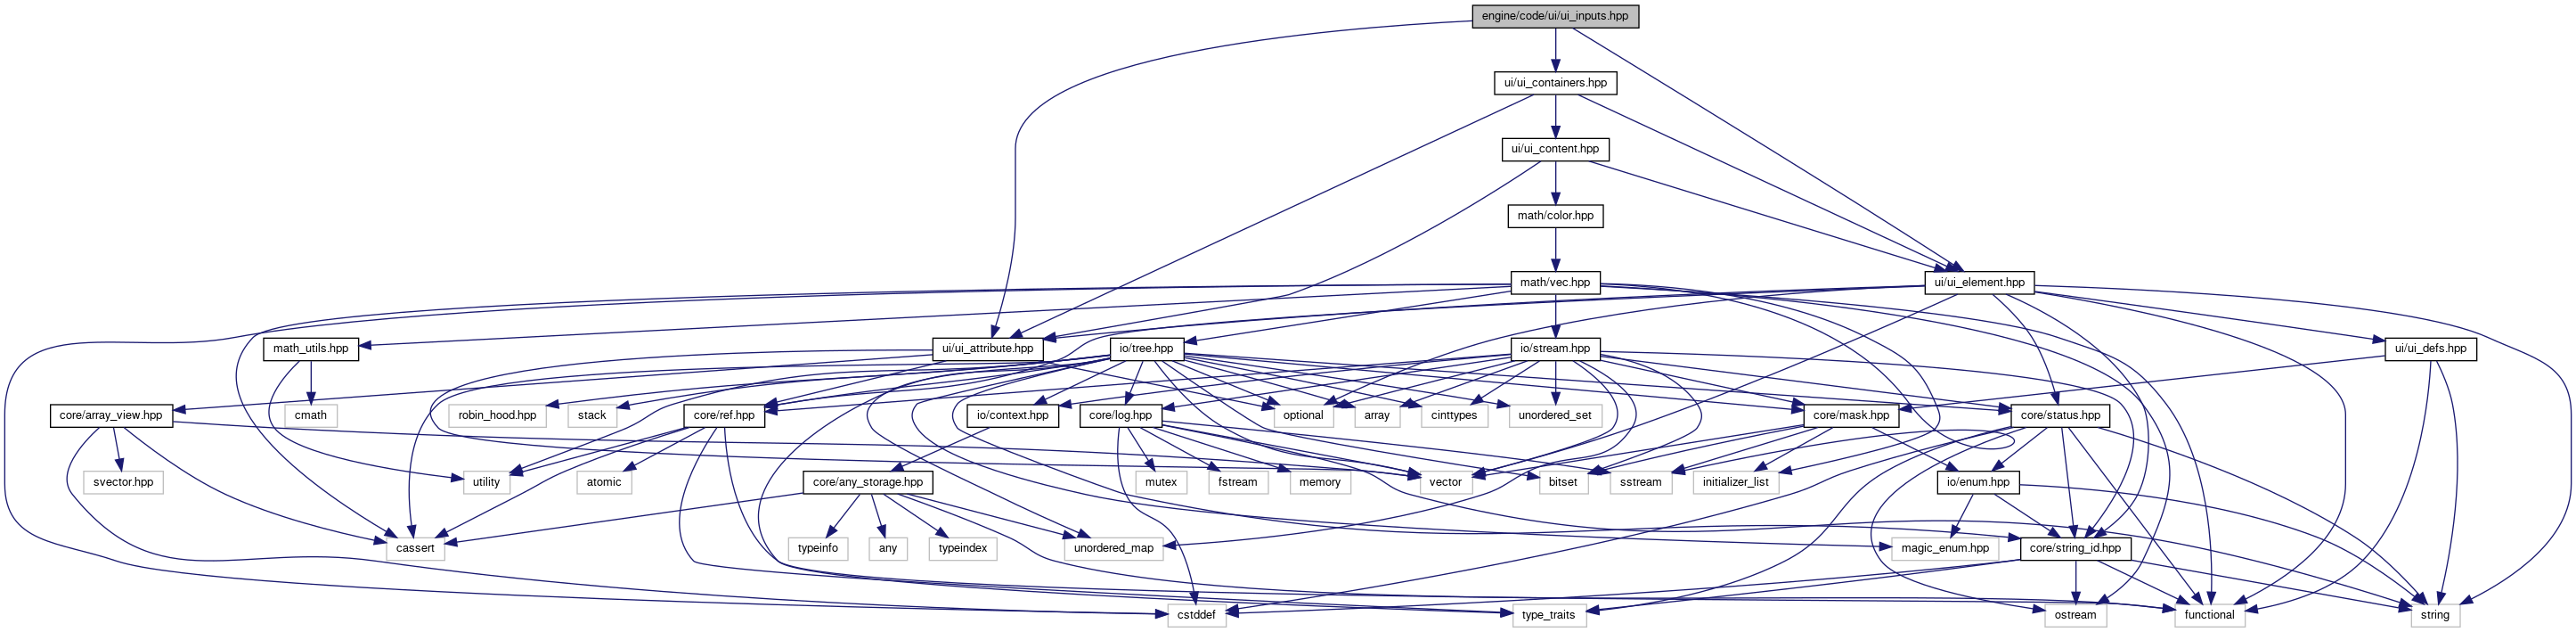 engine/code/ui/ui_inputs.hpp
ui/ui_containers.hpp
ui/ui_content.hpp
math/color.hpp
math/vec.hpp
ui/ui_element.hpp
math_utils.hpp
ui/ui_attribute.hpp
io/tree.hpp
io/stream.hpp
ui/ui_defs.hpp
core/array_view.hpp
cmath
robin_hood.hpp
stack
core/ref.hpp
io/context.hpp
core/log.hpp
optional
array
cinttypes
unordered_set
core/mask.hpp
core/status.hpp
svector.hpp
utility
atomic
core/any_storage.hpp
mutex
fstream
memory
vector
bitset
sstream
initializer_list
io/enum.hpp
cassert
typeinfo
any
typeindex
unordered_map
magic_enum.hpp
core/string_id.hpp
cstddef
type_traits
ostream
functional
string